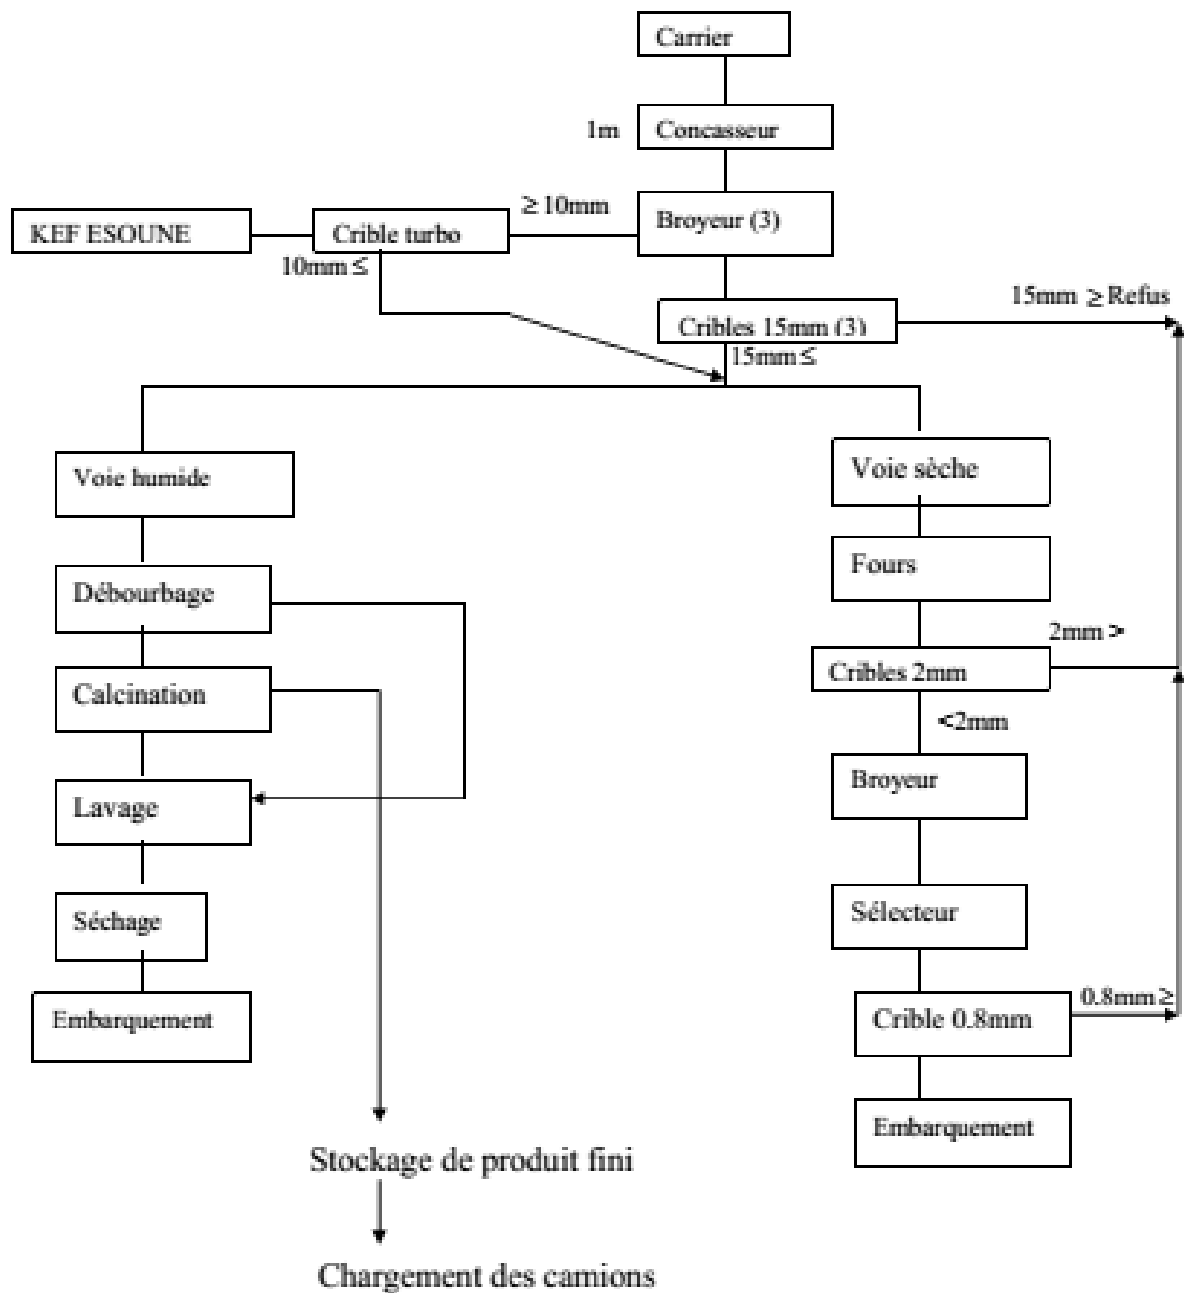 Carrier
1m
Concasseur
≥ 10mm
Broyeur (3)
KEF ESOUNE
Crible turbo
10mm ≤
15mm ≥ Refus
Cribles 15mm (3)
15mm ≤
Voie humide
Voie sèche
Débourbage
Fours
2mm >
Calcination
Cribles 2mm
<2mm
Broyeur
Lavage
Sélecteur
Séchage
0.8mm ≥
Embarquement
Crible 0.8mm
Embarquement
Stockage de produit fini
Chargement des camions